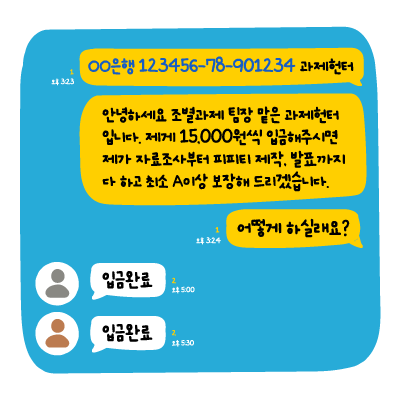 OO은행 123456-78-901234 과제헌터
1
오후 3:23
안녕하세요 조별과제 팀장 맡은 과제헌터
입니다. 제게 15,000원씩 입금해주시면
제가 자료조사부터 피피티 제작, 발표까지
다 하고 최소 A이상 보장해 드리겠습니다.
어떻게 하실래요?
1
오후 3:24
입금완료
2
오후 5:00
입금완료
2
오후 5:30